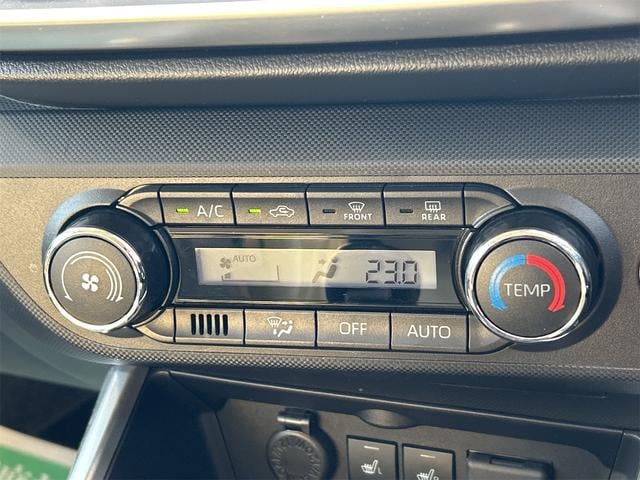 A/C
FRONT
REAR
AUTO
23.0
TEMP
OFF
AUTO
L
R